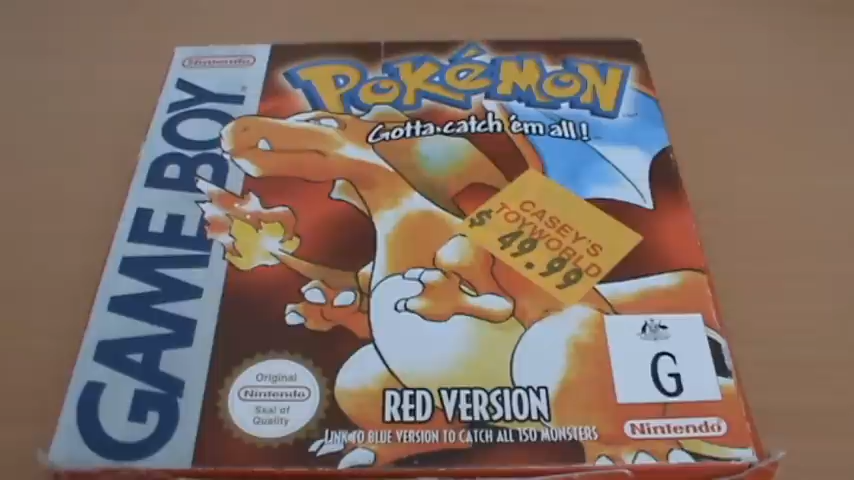 Nintendo
GAME BOY
TM
POKéMON
Gotta catch 'em all!
CASEY'S
TOYWORLD
$ 49.99
G
Original
Nintendo
Seal of
Quality
RED VERSION
LINK TO BLUE VERSION TO CATCH ALL 150 MONSTERS
Nintendo